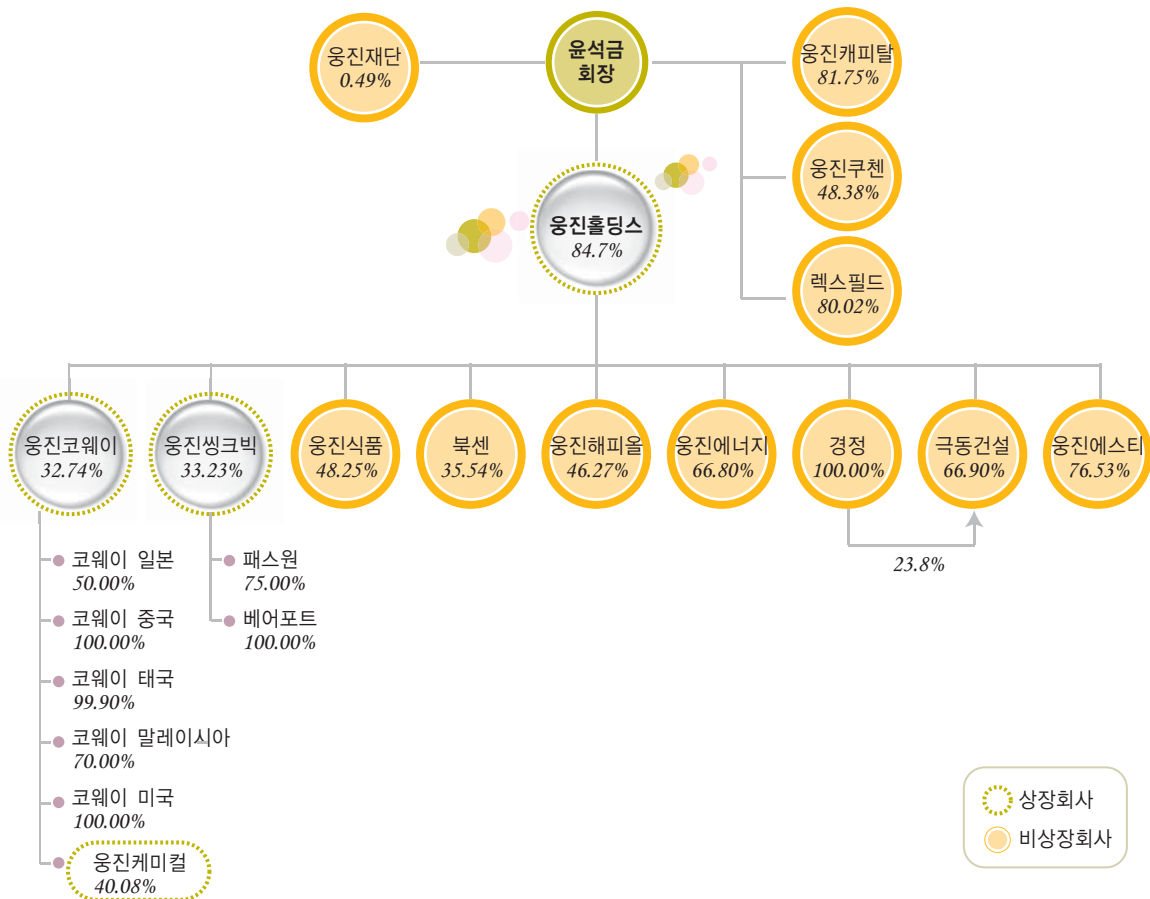 웅진재단
0.49%
윤석금
회장
웅진캐피탈
81.75%
웅진쿠첸
48.38%
웅진홀딩스
84.7%
렉스필드
80.02%
웅진코웨이
32.74%
웅진씽크빅
33.23%
웅진식품
48.25%
북센
35.54%
웅진해피올
46.27%
웅진에너지
66.80%
경정
100.00%
극동건설
66.90%
웅진에스티
76.53%
23.8%
코웨이 일본
50.00%
코웨이 중국
100.00%
코웨이 태국
99.90%
코웨이 말레이시아
70.00%
코웨이 미국
100.00%
웅진케미컬
40.08%
패스원
75.00%
베어포트
100.00%
상장회사
비상장회사